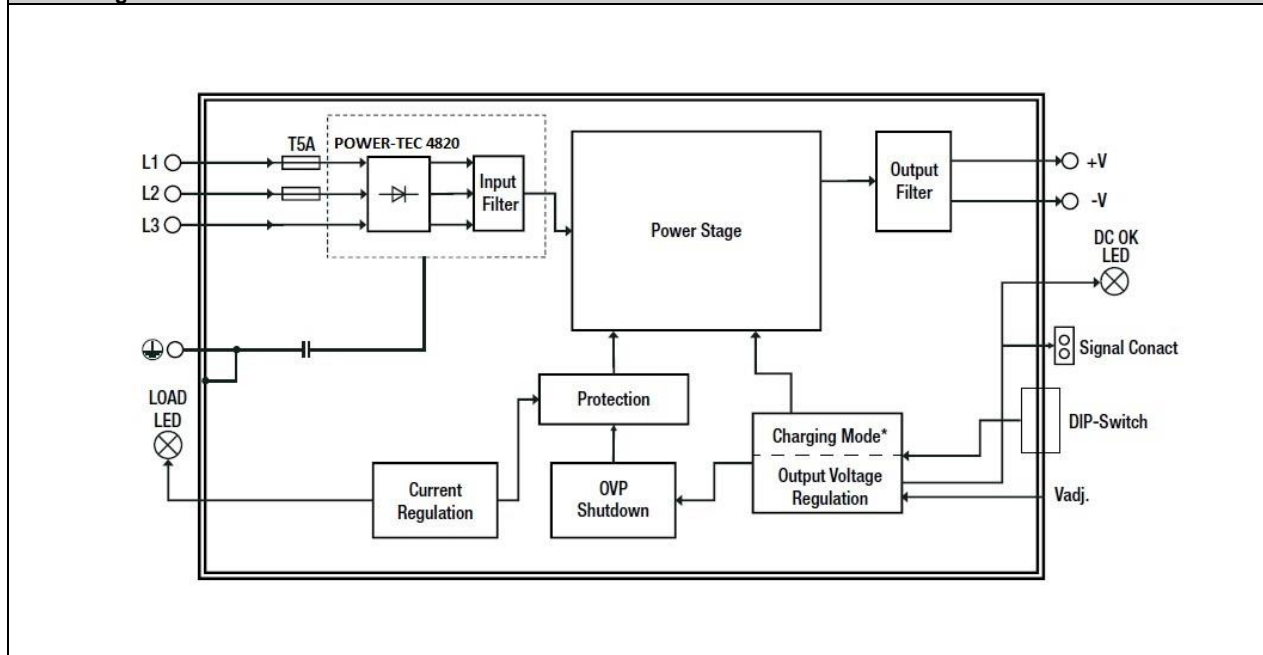 T5A
POWER-TEC 4820
L1
L2
L3
Input
Filter
Power Stage
Output
Filter
+V
-V
DC OK
LED
Signal Conact
LOAD
LED
Protection
DIP-Switch
Charging Mode*
Output Voltage
Regulation
Current
Regulation
OVP
Shutdown
Vadj.